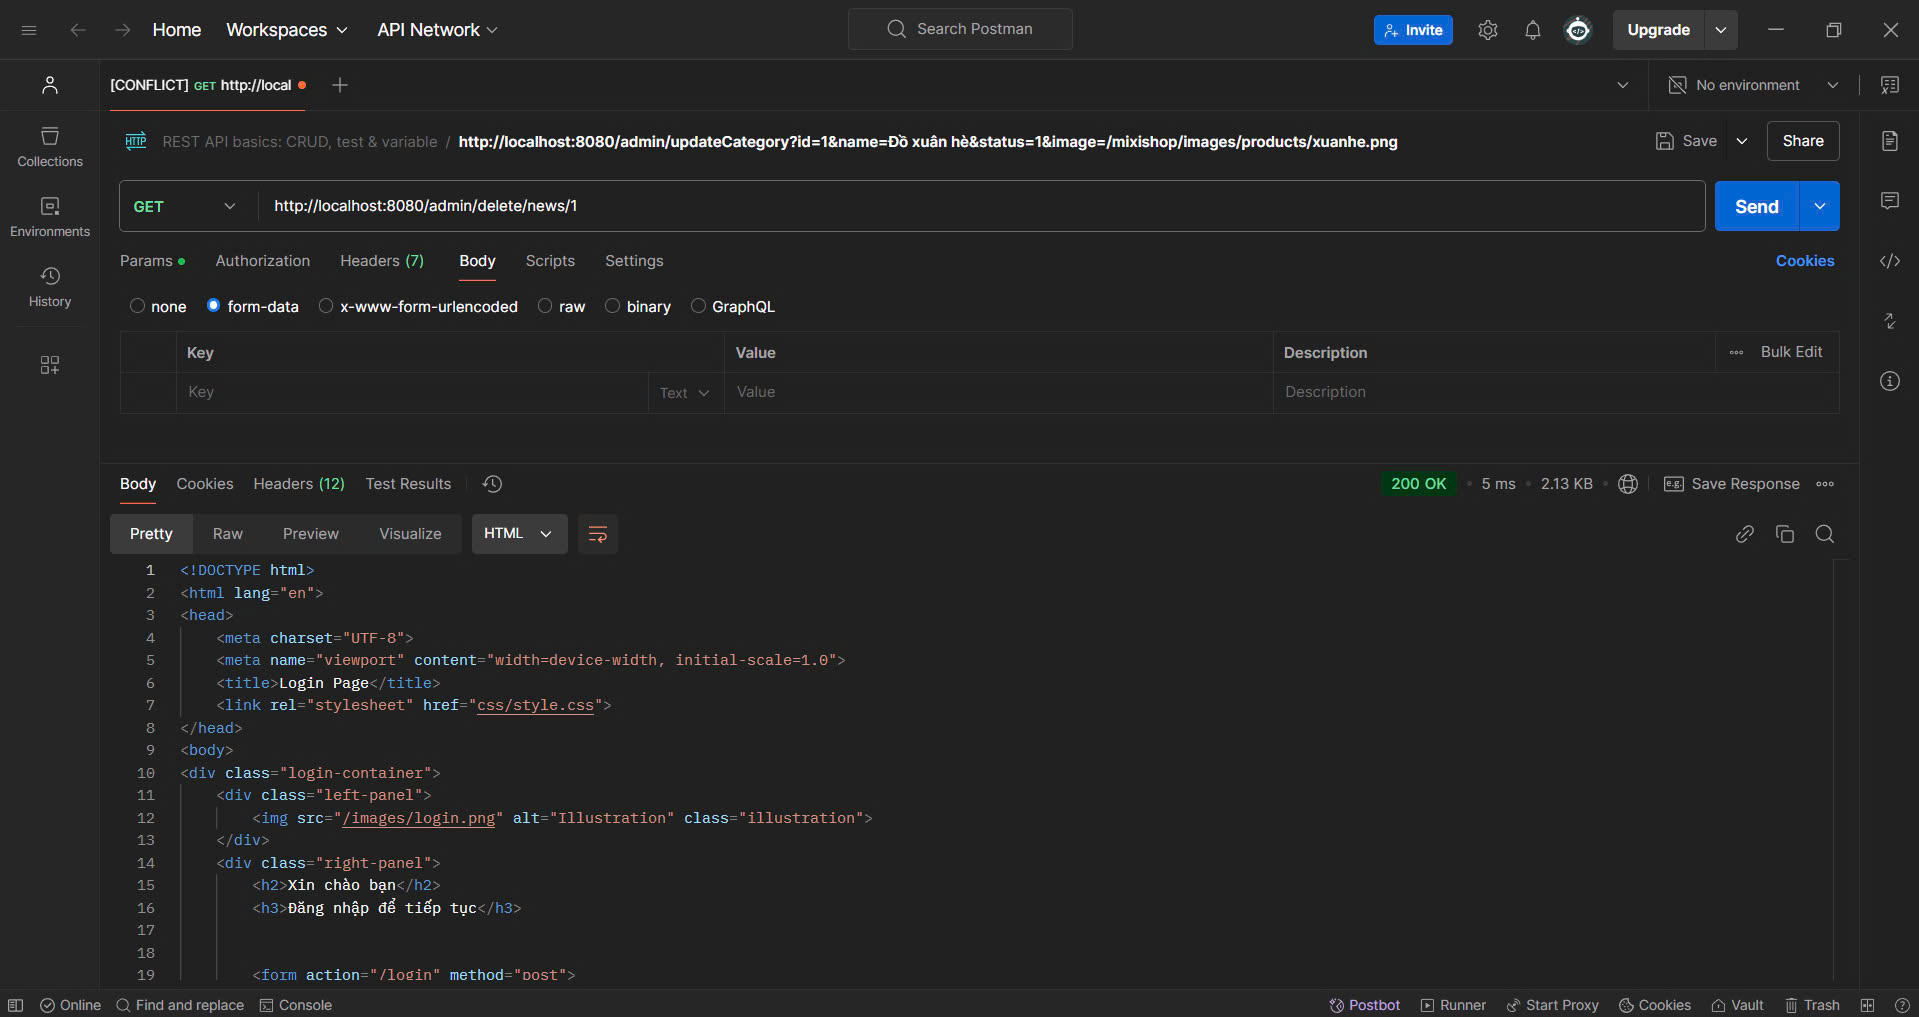 Home Workspaces API Network Search Postman Invite Upgrade
[CONFLICT] GET http://local No environment
HTTP REST API basics: CRUD, test & variable / http://localhost:8080/admin/updateCategory?id=1&name=Đồ xuân hè&status=1&image=/mixishop/images/products/xuanhe.png Save Share
Collections
Environments
History
GET http://localhost:8080/admin/delete/news/1 Send
Params Authorization Headers (7) Body Scripts Settings Cookies
none form-data x-www-form-urlencoded raw binary GraphQL
Key Value Description Bulk Edit
Key Text Value Description
Body Cookies Headers (12) Test Results 200 OK 5 ms 2.13 KB e.g. Save Response
Pretty Raw Preview Visualize HTML
1 <!DOCTYPE html>
2 <html lang="en">
3 <head>
4 <meta charset="UTF-8">
5 <meta name="viewport" content="width=device-width, initial-scale=1.0">
6 <title>Login Page</title>
7 <link rel="stylesheet" href="css/style.css">
8 </head>
9 <body>
10 <div class="login-container">
11 <div class="left-panel">
12 <img src="/images/login.png" alt="Illustration" class="illustration">
13 </div>
14 <div class="right-panel">
15 <h2>Xin chào bạn</h2>
16 <h3>Đăng nhập để tiếp tục</h3>
17
18
19 <form action="/login" method="post">
Online Find and replace Console Postbot Runner Start Proxy Cookies Vault Trash